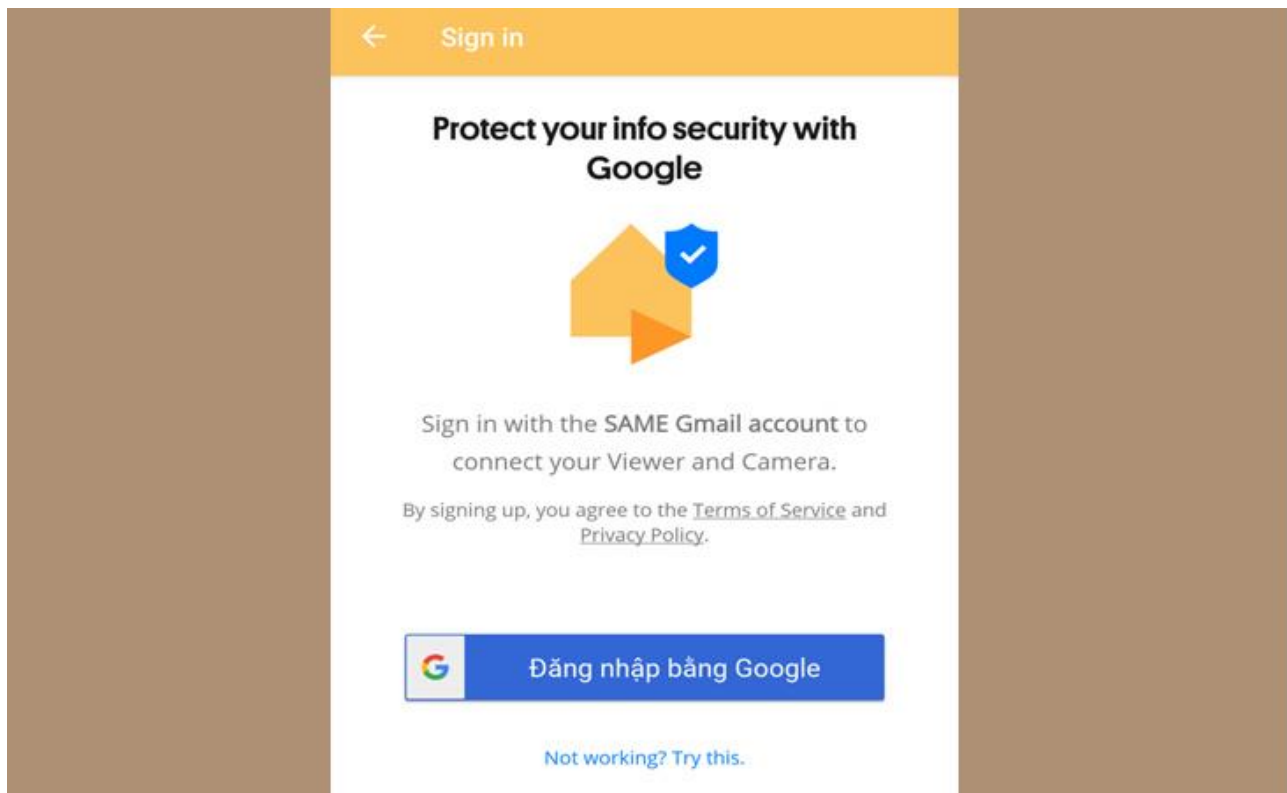 Sign in
Protect your info security with
Google
Sign in with the SAME Gmail account to
connect your Viewer and Camera.
By signing up, you agree to the Terms of Service and
Privacy Policy.
G Đăng nhập bằng Google
Not working? Try this.